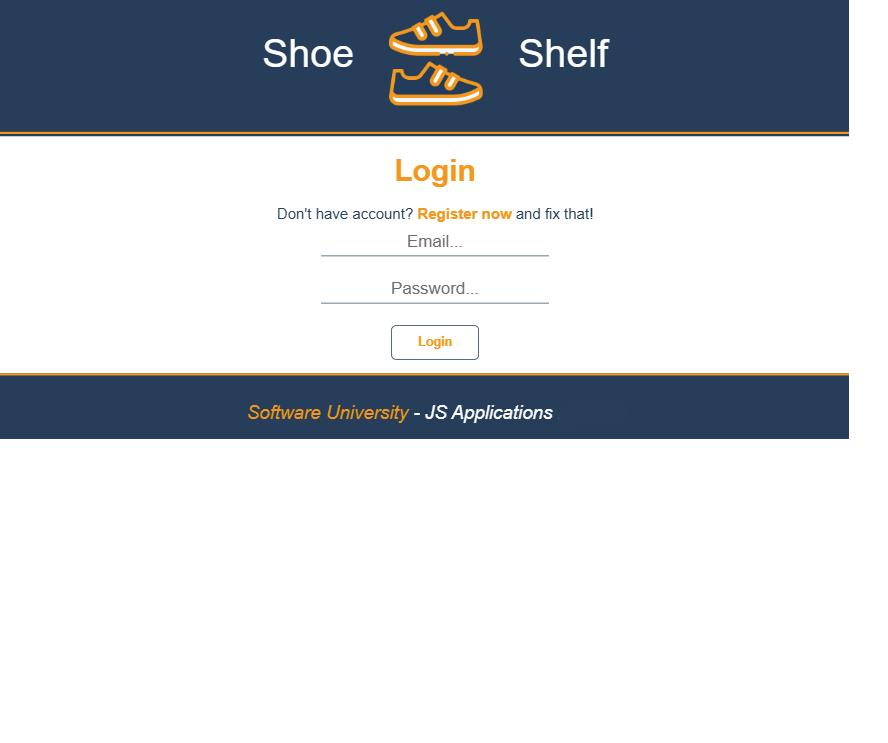 Shoe Shelf
Login
Don't have account? Register now and fix that!
Email...
Password...
Login
Software University - JS Applications